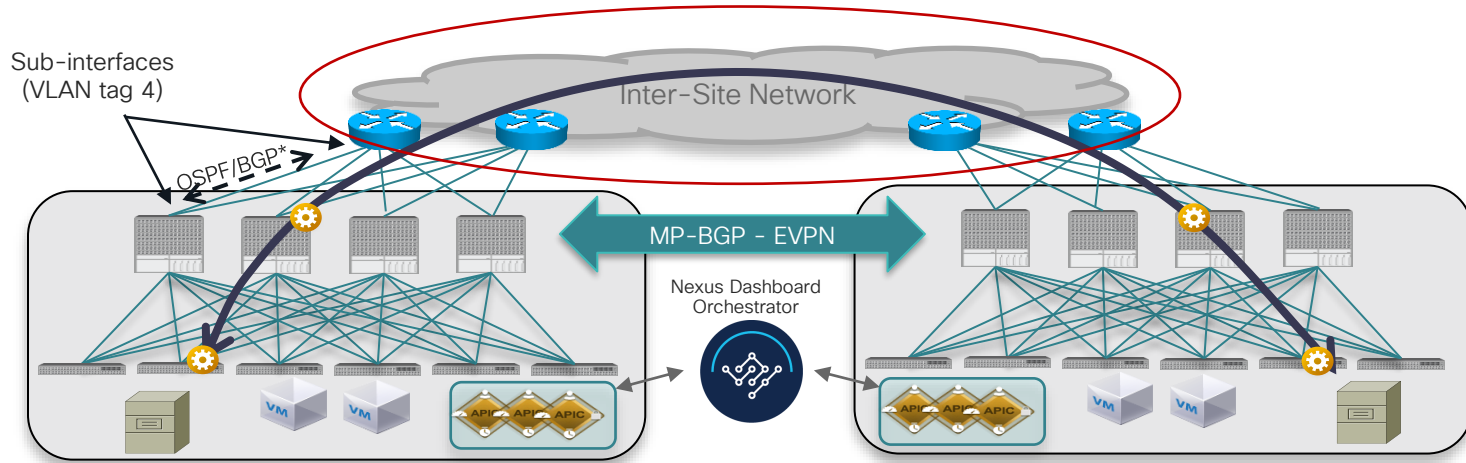 Sub-interfaces
(VLAN tag 4)
Inter-Site Network
OSPF/BGP*
MP-BGP - EVPN
Nexus Dashboard
Orchestrator
VM
VM
APIC
APIC
APIC
APIC
APIC
APIC
VM
VM